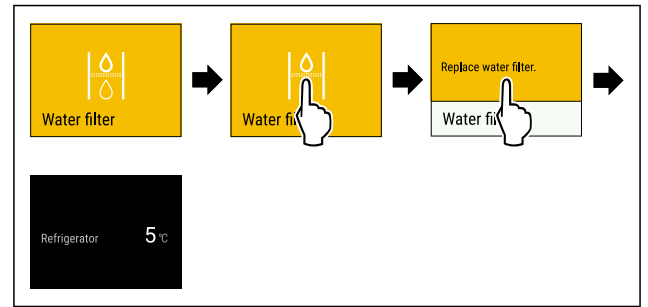 Water filter
Water fi
Replace water filter.
Water fi
Refrigerator 5 °C